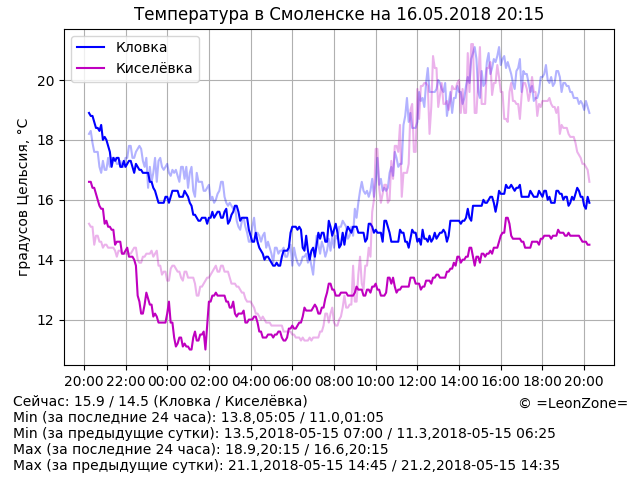 Температура в Смоленске на 16.05.2018 20:15
Кловка
Киселёвка
градусов Цельсия, °C
20
18
16
14
12
20:00 22:00 00:00 02:00 04:00 06:00 08:00 10:00 12:00 14:00 16:00 18:00 20:00
Сейчас: 15.9 / 14.5 (Кловка / Киселёвка)
© =LeonZone=
Min (за последние 24 часа): 13.8,05:05 / 11.0,01:05
Min (за предыдущие сутки): 13.5,2018-05-15 07:00 / 11.3,2018-05-15 06:25
Max (за последние 24 часа): 18.9,20:15 / 16.6,20:15
Max (за предыдущие сутки): 21.1,2018-05-15 14:45 / 21.2,2018-05-15 14:35